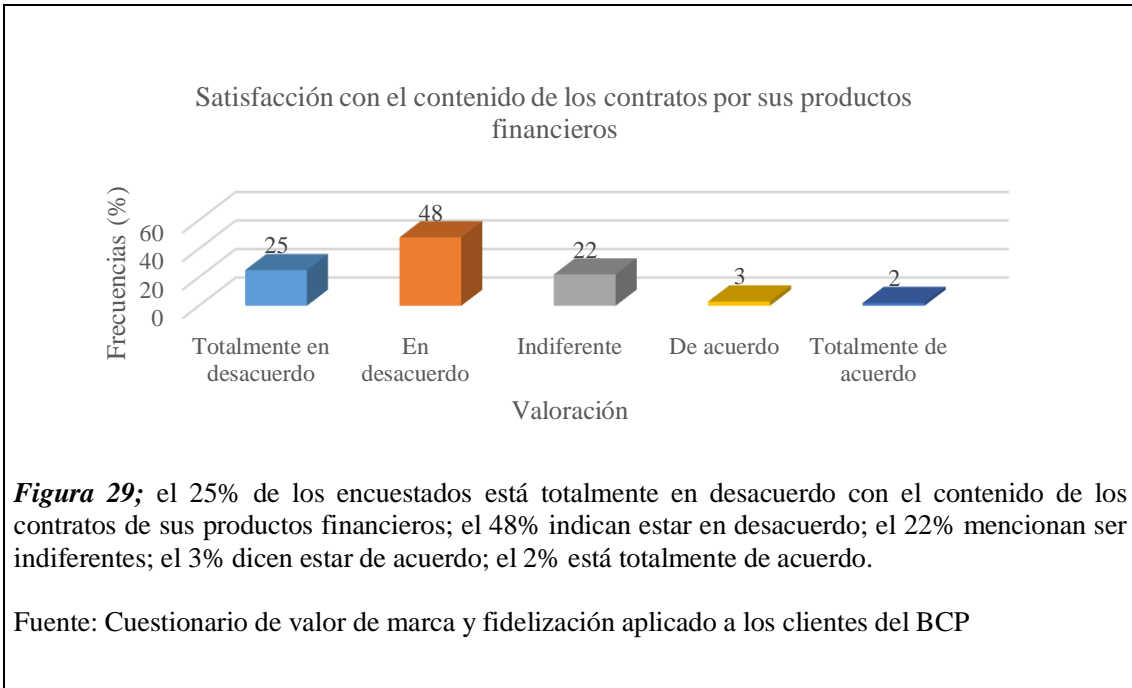 Satisfacción con el contenido de los contratos por sus productos
financieros
Frecuencias (%)
60
40
20
0
25
48
22
3
2
Totalmente en
desacuerdo
En
desacuerdo
Indiferente
De acuerdo
Totalmente de
acuerdo
Valoración
Figura 29; el 25% de los encuestados está totalmente en desacuerdo con el contenido de los
contratos de sus productos financieros; el 48% indican estar en desacuerdo; el 22% mencionan ser
indiferentes; el 3% dicen estar de acuerdo; el 2% está totalmente de acuerdo.
Fuente: Cuestionario de valor de marca y fidelización aplicado a los clientes del BCP